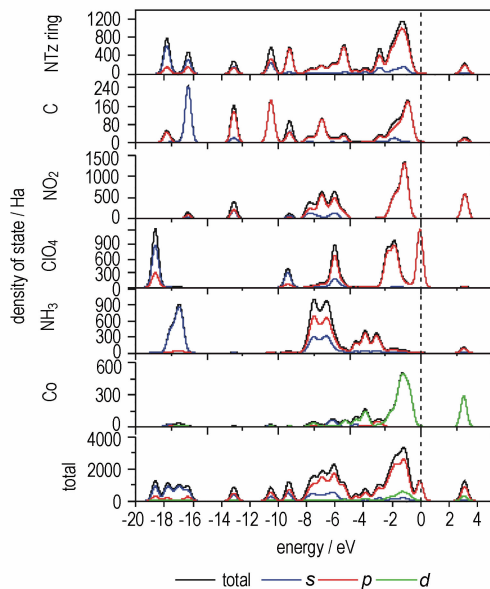 density of state / Ha
NTz ring
1200
800
400
0
C
240
160
80
0
NO₂
1500
1000
500
0
ClO₄
900
600
300
0
NH₃
900
600
300
0
Co
600
300
0
total
4000
2000
0
-20 -18 -16 -14 -12 -10 -8 -6 -4 -2 0 2 4
energy / eV
total s p d